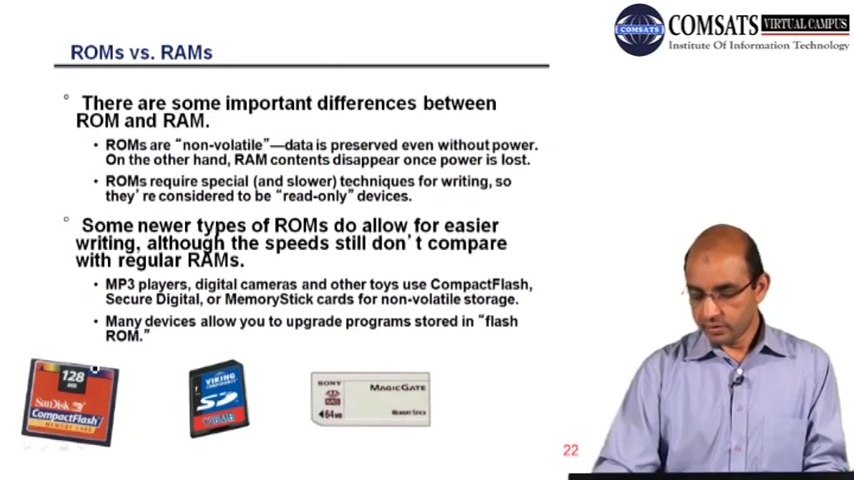 COMSATS VIRTUAL CAMPUS
COMSATS
Institute Of Information Technology
ROMs vs. RAMs
° There are some important differences between
ROM and RAM.
• ROMs are “non-volatile”—data is preserved even without power.
On the other hand, RAM contents disappear once power is lost.
• ROMs require special (and slower) techniques for writing, so
they’re considered to be “read-only” devices.
° Some newer types of ROMs do allow for easier
writing, although the speeds still don’t compare
with regular RAMs.
• MP3 players, digital cameras and other toys use CompactFlash,
Secure Digital, or MemoryStick cards for non-volatile storage.
• Many devices allow you to upgrade programs stored in “flash
ROM.”
128
SanDisk
CompactFlash
MEMORY CARD
VIKING
COMPONENTS
SD
SONY
MAGICGATE
64MB
MEMORY STICK
22